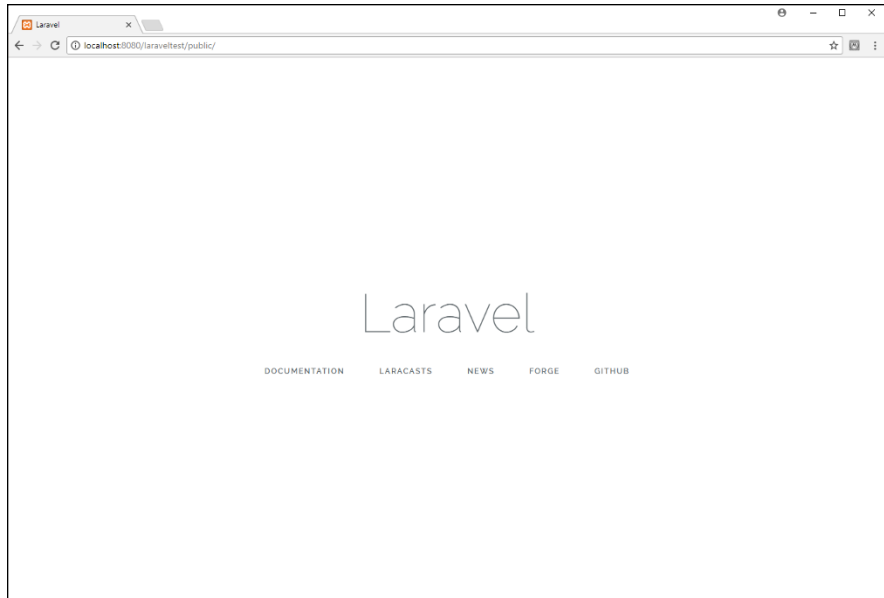 Laravel
localhost:8080/laraveltest/public/
Laravel
DOCUMENTATION LARACASTS NEWS FORGE GITHUB